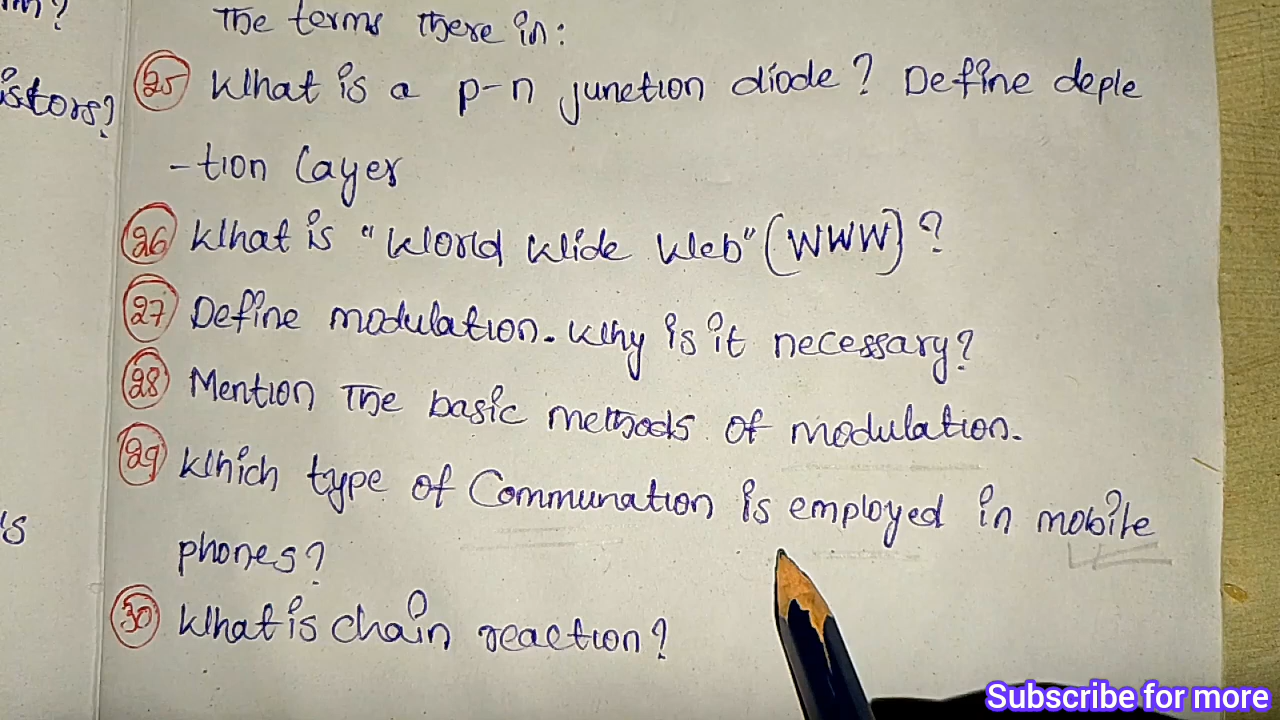 The terms there in:
istors?
25 What is a p-n junction diode? Define deple
-tion layer
26 What is "World Wide Web" (WWW)?
27 Define modulation. Why is it necessary?
28 Mention The basic methods of modulation.
29 Which type of Communation is employed in mobile
phones?
30 What is chain reaction?
Subscribe for more